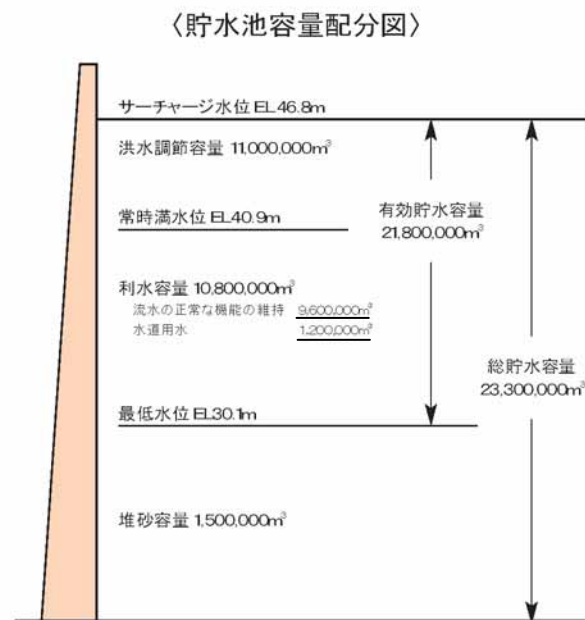 〈貯水池容量配分図〉
サーチャージ水位 EL46.8m
洪水調節容量 11,000,000m³
常時満水位 EL40.9m
有効貯水容量
21,800,000m³
利水容量 10,800,000m³
流水の正常な機能の維持 9,600,000m³
水道用水 1,200,000m³
総貯水容量
23,300,000m³
最低水位 EL30.1m
堆砂容量 1,500,000m³